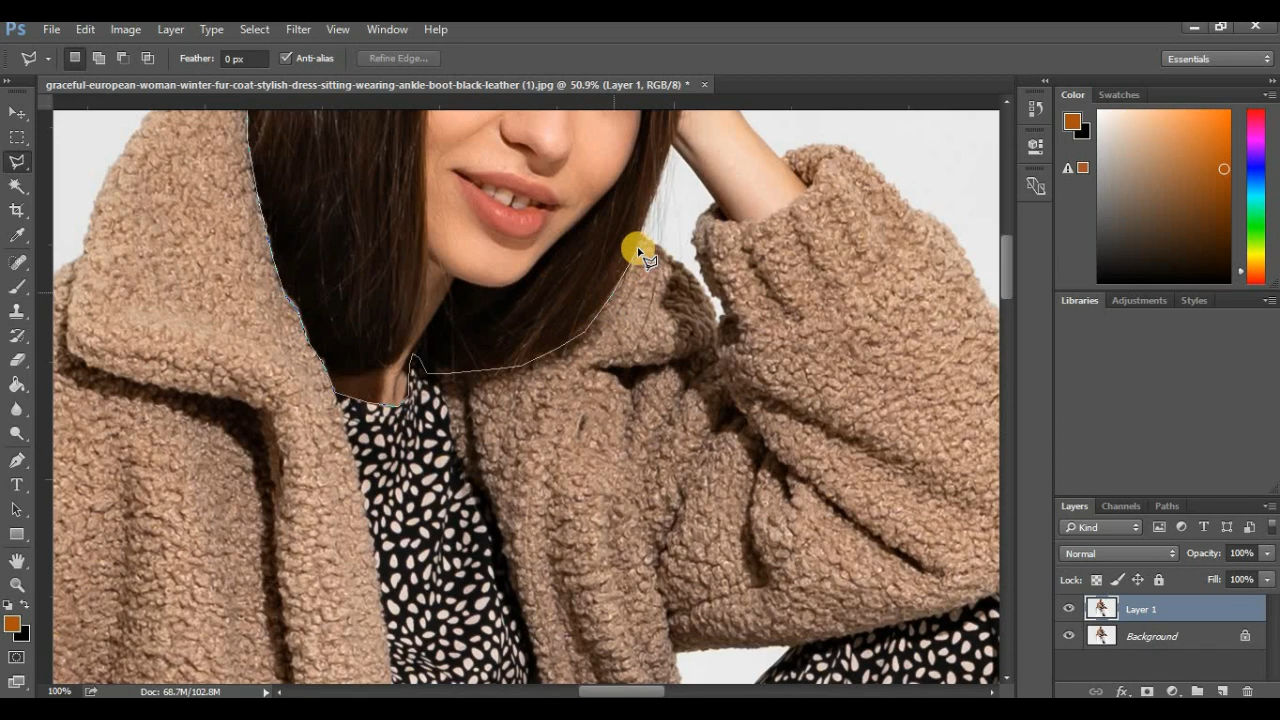 Ps File Edit Image Layer Type Select Filter View Window Help
Feather: 0 px Anti-alias Refine Edge... Essentials
graceful-european-woman-winter-fur-coat-stylish-dress-sitting-wearing-ankle-boot-black-leather (1).jpg @ 50.9% (Layer 1, RGB/8) * ×
Color Swatches
Libraries Adjustments Styles
Layers Channels Paths
Kind
Normal Opacity: 100%
Lock: Fill: 100%
Layer 1
Background
100% Doc: 68.7M/102.8M